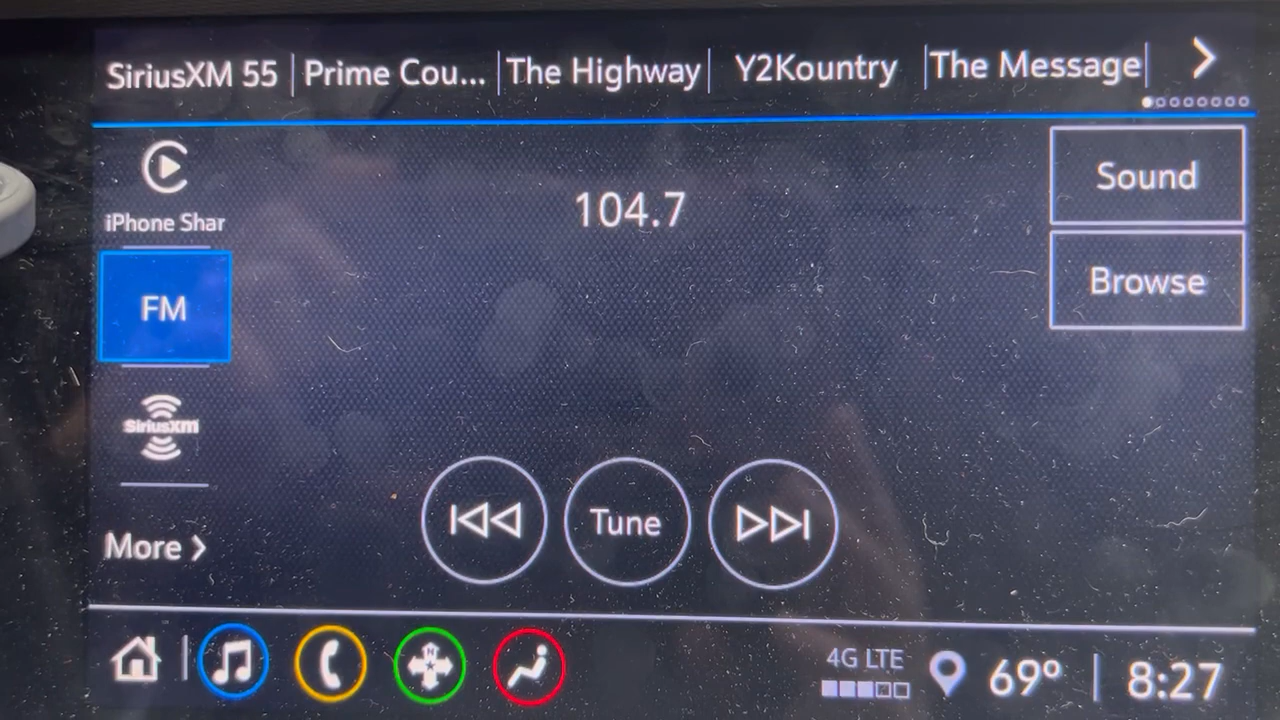 SiriusXM 55 | Prime Cou... | The Highway | Y2Kountry | The Message |
iPhone Shar
104.7
Sound
FM
Browse
SiriusXM
Tune
More
N
4G LTE
69° | 8:27